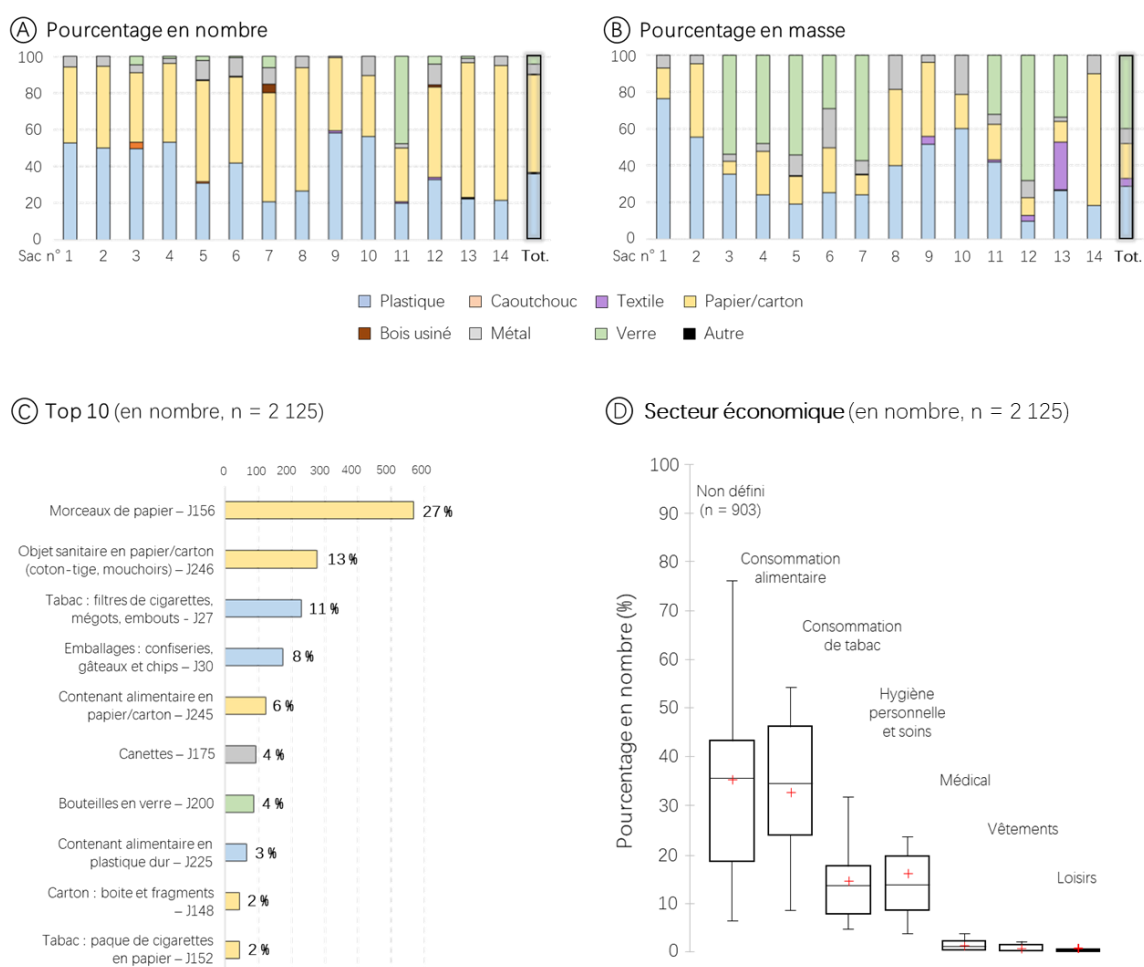 A Pourcentage en nombre
100
80
60
40
20
0
Sac n° 1 2 3 4 5 6 7 8 9 10 11 12 13 14 Tot.
B Pourcentage en masse
100
80
60
40
20
0
Sac n° 1 2 3 4 5 6 7 8 9 10 11 12 13 14 Tot.
Plastique Caoutchouc Textile Papier/carton
Bois usiné Métal Verre Autre
C Top 10 (en nombre, n = 2 125)
0 100 200 300 400 500 600
Morceaux de papier – J156
27 %
Objet sanitaire en papier/carton
(coton-tige, mouchoirs) – J246
13 %
Tabac : filtres de cigarettes,
mégots, embouts - J27
11 %
Emballages : confiseries,
gâteaux et chips – J30
8 %
Contenant alimentaire en
papier/carton – J245
6 %
Canettes – J175
4 %
Bouteilles en verre – J200
4 %
Contenant alimentaire en
plastique dur – J225
3 %
Carton : boite et fragments
– J148
2 %
Tabac : paque de cigarettes
en papier – J152
2 %
D Secteur économique (en nombre, n = 2 125)
Pourcentage en nombre (%)
100
90
80
70
60
50
40
30
20
10
0
Non défini
(n = 903)
Consommation
alimentaire
Consommation
de tabac
Hygiène
personnelle
et soins
Médical
Vêtements
Loisirs